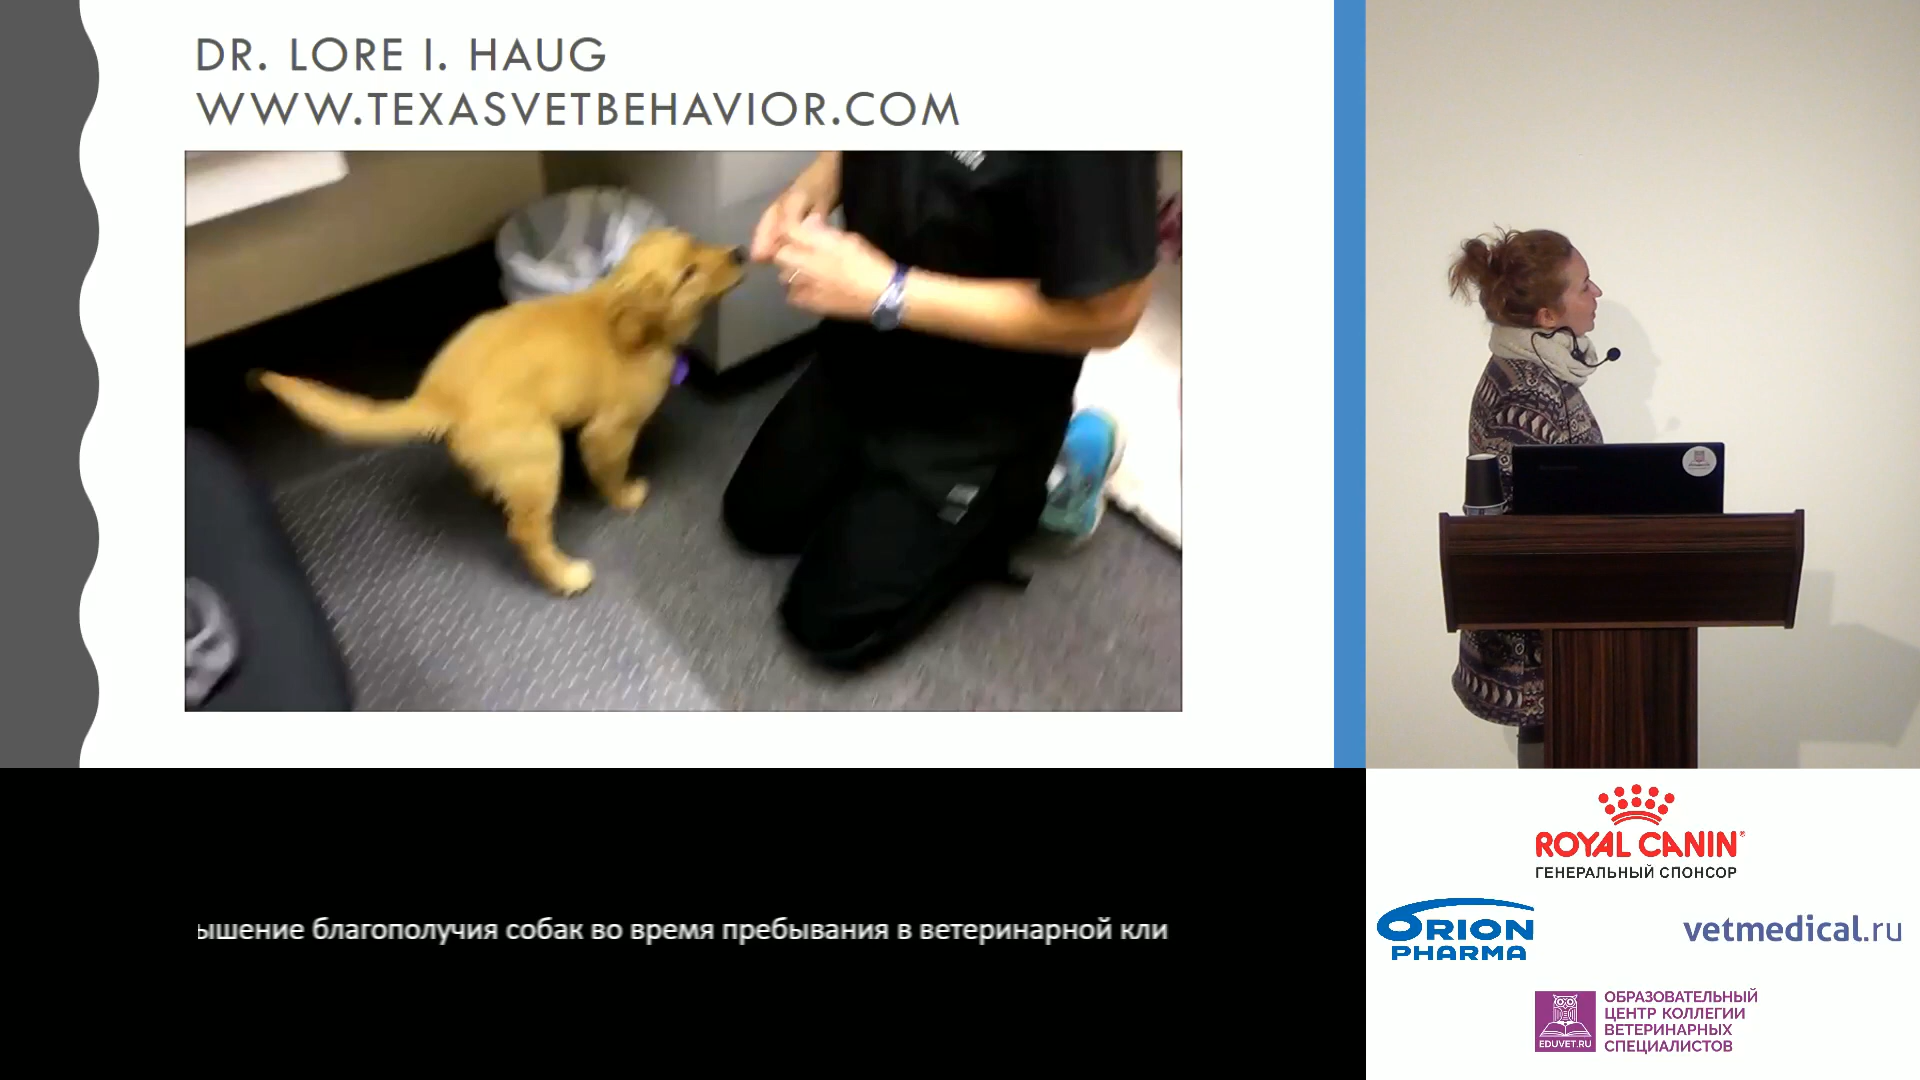 DR. LORE I. HAUG
WWW.TEXASVETBEHAVIOR.COM
ышение благополучия собак во время пребывания в ветеринарной кли
ROYAL CANIN
ГЕНЕРАЛЬНЫЙ СПОНСОР
ORION
PHARMA
vetmedical.ru
EDUVET.RU
ОБРАЗОВАТЕЛЬНЫЙ
ЦЕНТР КОЛЛЕГИИ
ВЕТЕРИНАРНЫХ
СПЕЦИАЛИСТОВ